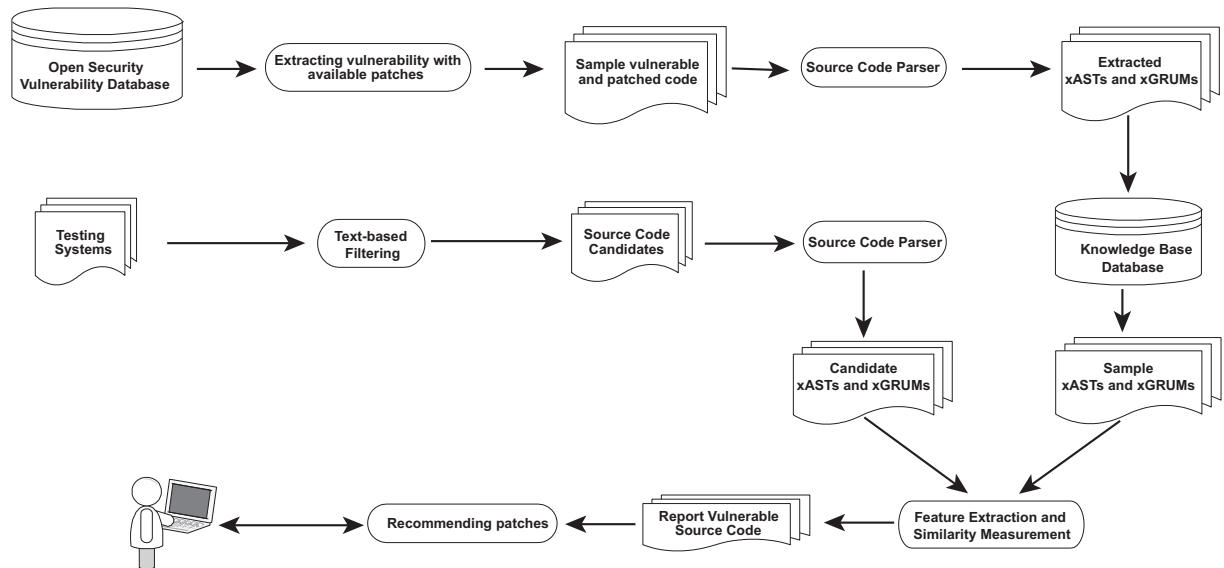 Open Security
Vulnerability Database
Extracting vulnerability with
available patches
Sample vulnerable
and patched code
Source Code Parser
Extracted
xASTs and xGRUMs
Testing
Systems
Text-based
Filtering
Source Code
Candidates
Source Code Parser
Knowledge Base
Database
Candidate
xASTs and xGRUMs
Sample
xASTs and xGRUMs
Recommending patches
Report Vulnerable
Source Code
Feature Extraction and
Similarity Measurement